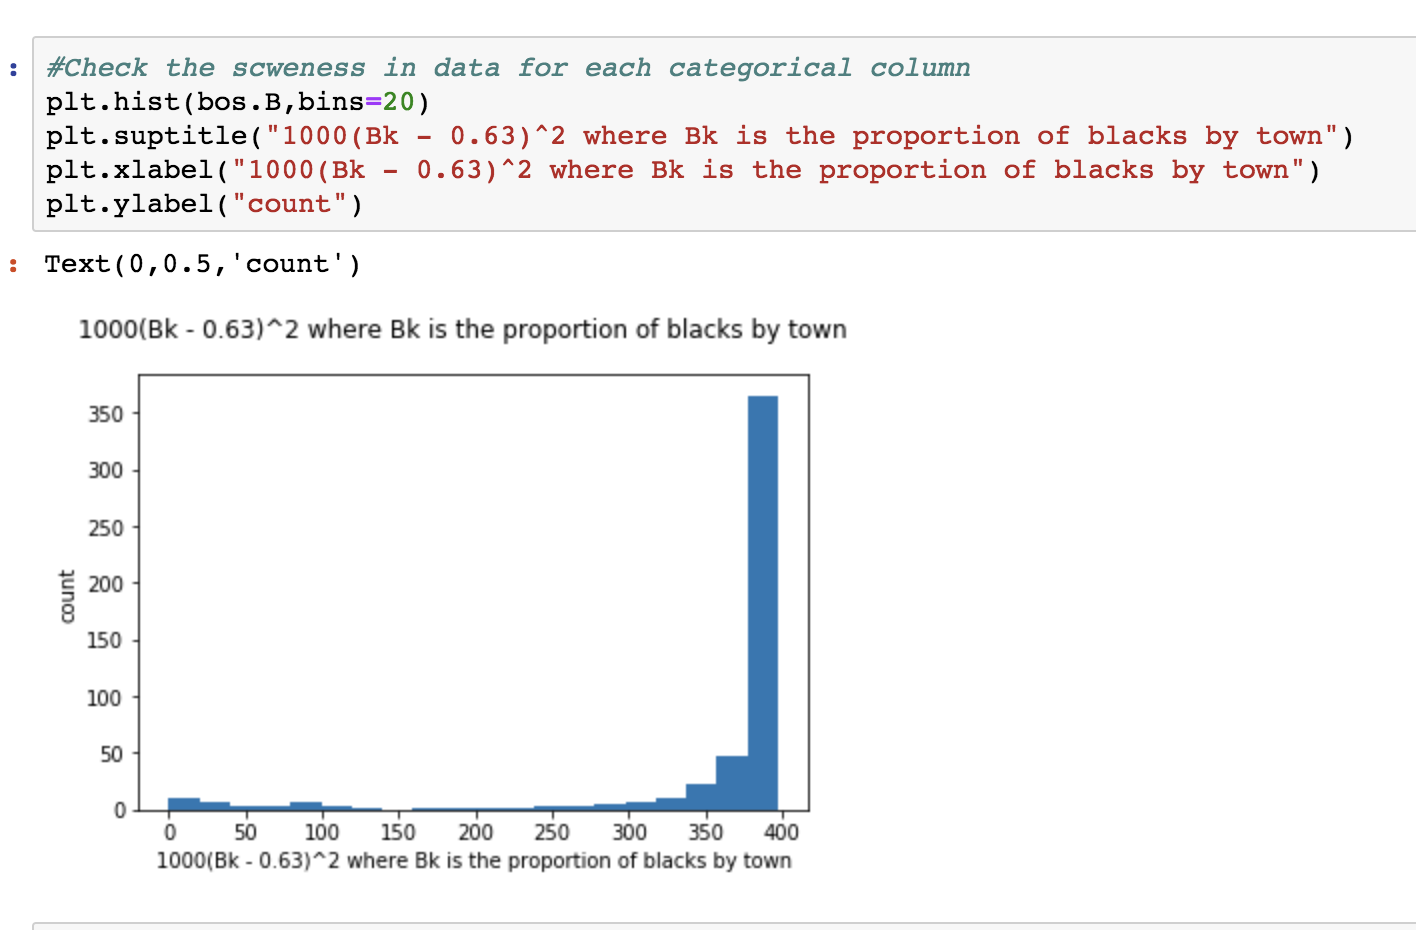 : #Check the scweness in data for each categorical column
plt.hist(bos.B,bins=20)
plt.suptitle("1000(Bk - 0.63)^2 where Bk is the proportion of blacks by town")
plt.xlabel("1000(Bk - 0.63)^2 where Bk is the proportion of blacks by town")
plt.ylabel("count")
: Text(0,0.5,'count')
1000(Bk - 0.63)^2 where Bk is the proportion of blacks by town
350
300
250
200
150
100
50
0
count
0 50 100 150 200 250 300 350 400
1000(Bk - 0.63)^2 where Bk is the proportion of blacks by town